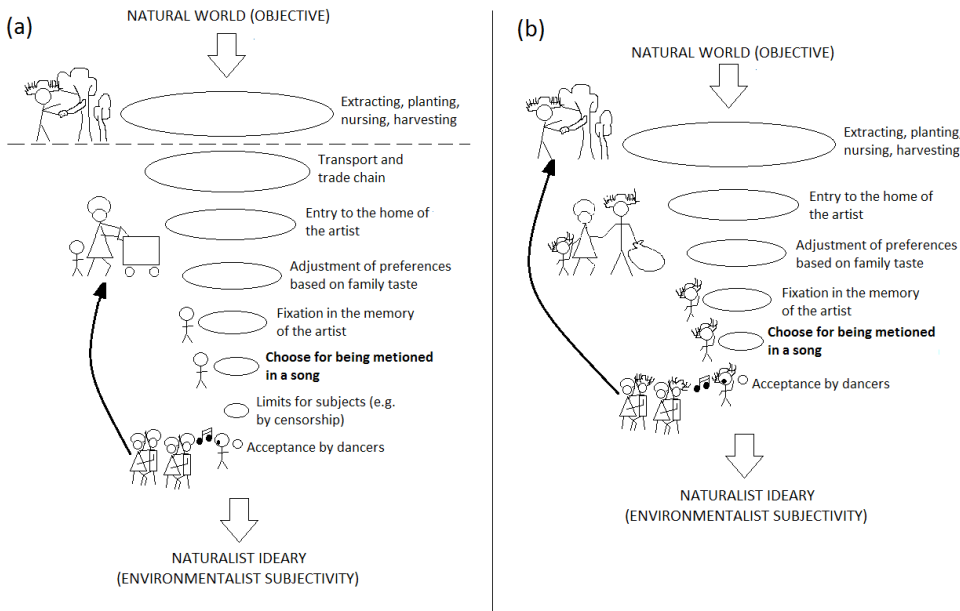 (a)
NATURAL WORLD (OBJECTIVE)
Extracting, planting,
nursing, harvesting
Transport and
trade chain
Entry to the home of
the artist
Adjustment of preferences
based on family taste
Fixation in the memory
of the artist
Choose for being metioned
in a song
Limits for subjects (e.g.
by censorship)
Acceptance by dancers
NATURALIST IDEARY
(ENVIRONMENTALIST SUBJECTIVITY)
(b)
NATURAL WORLD (OBJECTIVE)
Extracting, planting,
nursing, harvesting
Entry to the home of
the artist
Adjustment of preferences
based on family taste
Fixation in the memory
of the artist
Choose for being metioned
in a song
Acceptance by dancers
NATURALIST IDEARY
(ENVIRONMENTALIST SUBJECTIVITY)